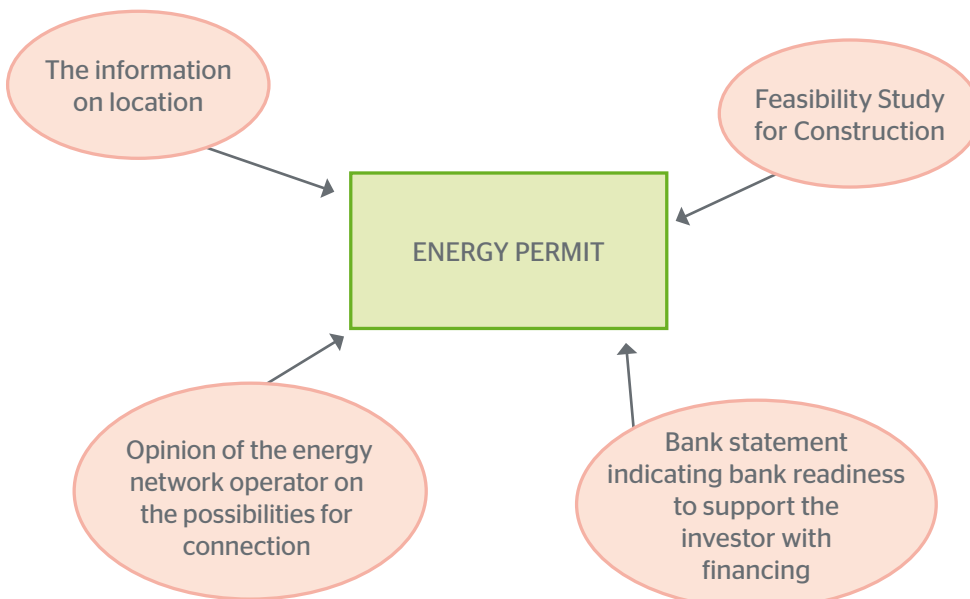 The information
on location
Feasibility Study
for Construction
ENERGY PERMIT
Opinion of the energy
network operator on
the possibilities for
connection
Bank statement
indicating bank readiness
to support the
investor with
financing